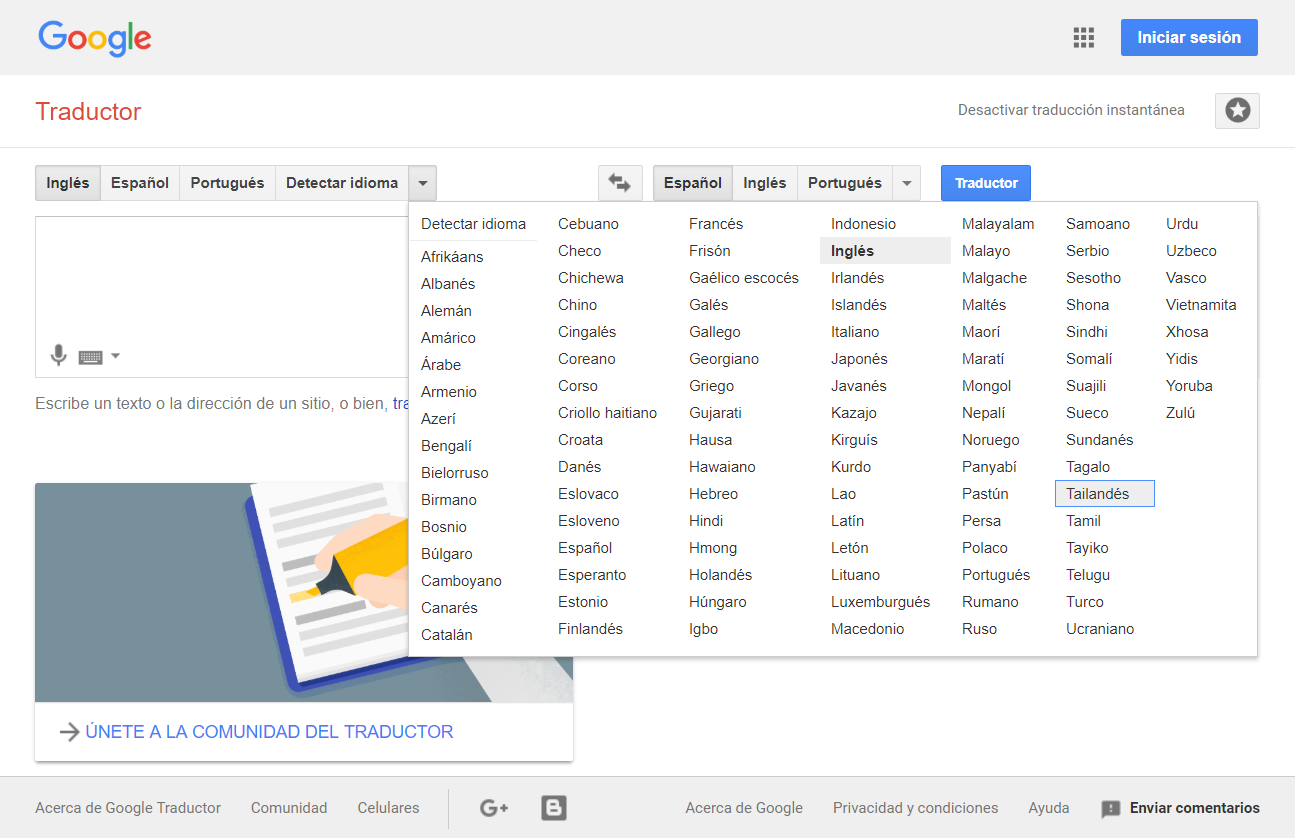 Google
Iniciar sesión
Traductor
Desactivar traducción instantánea
Inglés Español Portugués Detectar idioma
Español Inglés Portugués
Traductor
Escribe un texto o la dirección de un sitio, o bien,
Detectar idioma
Afrikáans
Albanés
Alemán
Amárico
Árabe
Armenio
Azerí
Bengalí
Bielorruso
Birmano
Bosnio
Búlgaro
Camboyano
Canarés
Catalán
Cebuano
Checo
Chichewa
Chino
Cingalés
Coreano
Corso
Criollo haitiano
Croata
Danés
Eslovaco
Esloveno
Español
Esperanto
Estonio
Finlandés
Francés
Frisón
Gaélico escocés
Galés
Gallego
Georgiano
Griego
Gujarati
Hausa
Hawaiano
Hebreo
Hindi
Hmong
Holandés
Húngaro
Igbo
Indonesio
Inglés
Irlandés
Islandés
Italiano
Japonés
Javanés
Kazajo
Kirguís
Kurdo
Lao
Latín
Letón
Lituano
Luxemburgués
Macedonio
Malayalam
Malayo
Malgache
Maltés
Maorí
Maratí
Mongol
Nepalí
Noruego
Panyabí
Pastún
Persa
Polaco
Portugués
Rumano
Ruso
Samoano
Serbio
Sesotho
Shona
Sindhi
Somalí
Suajili
Sueco
Sundanés
Tagalo
Tailandés
Tamil
Tayiko
Telugu
Turco
Ucraniano
Urdu
Uzbeco
Vasco
Vietnamita
Xhosa
Yidis
Yoruba
Zulú
ÚNETE A LA COMUNIDAD DEL TRADUCTOR
Acerca de Google Traductor Comunidad Celulares G+ B Acerca de Google Privacidad y condiciones Ayuda Enviar comentarios